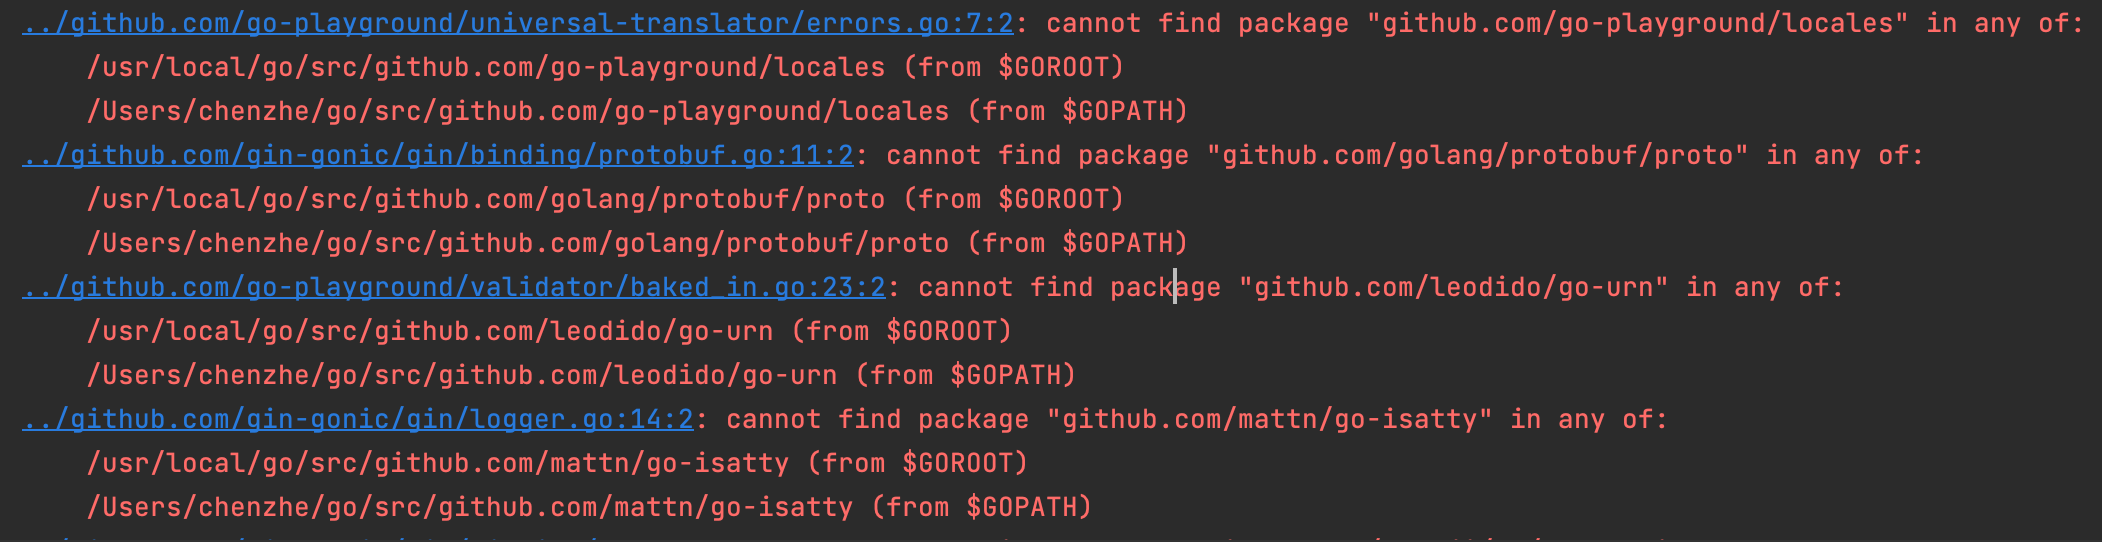 ../github.com/go-playground/universal-translator/errors.go:7:2: cannot find package "github.com/go-playground/locales" in any of:
/usr/local/go/src/github.com/go-playground/locales (from $GOROOT)
/Users/chenzhe/go/src/github.com/go-playground/locales (from $GOPATH)
../github.com/gin-gonic/gin/binding/protobuf.go:11:2: cannot find package "github.com/golang/protobuf/proto" in any of:
/usr/local/go/src/github.com/golang/protobuf/proto (from $GOROOT)
/Users/chenzhe/go/src/github.com/golang/protobuf/proto (from $GOPATH)
../github.com/go-playground/validator/baked_in.go:23:2: cannot find package "github.com/leodido/go-urn" in any of:
/usr/local/go/src/github.com/leodido/go-urn (from $GOROOT)
/Users/chenzhe/go/src/github.com/leodido/go-urn (from $GOPATH)
../github.com/gin-gonic/gin/logger.go:14:2: cannot find package "github.com/mattn/go-isatty" in any of:
/usr/local/go/src/github.com/mattn/go-isatty (from $GOROOT)
/Users/chenzhe/go/src/github.com/mattn/go-isatty (from $GOPATH)